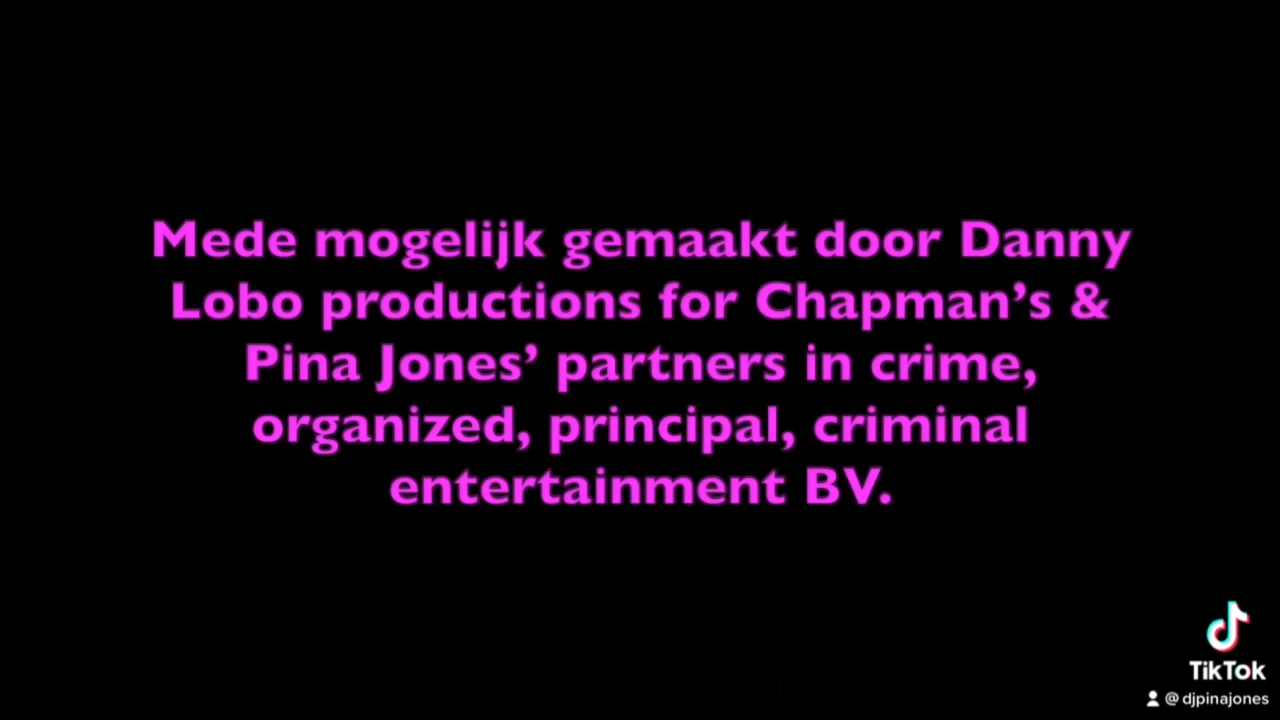 Mede mogelijk gemaakt door Danny
Lobo productions for Chapman’s &
Pina Jones’ partners in crime,
organized, principal, criminal
entertainment BV.
TikTok
@djpinajones